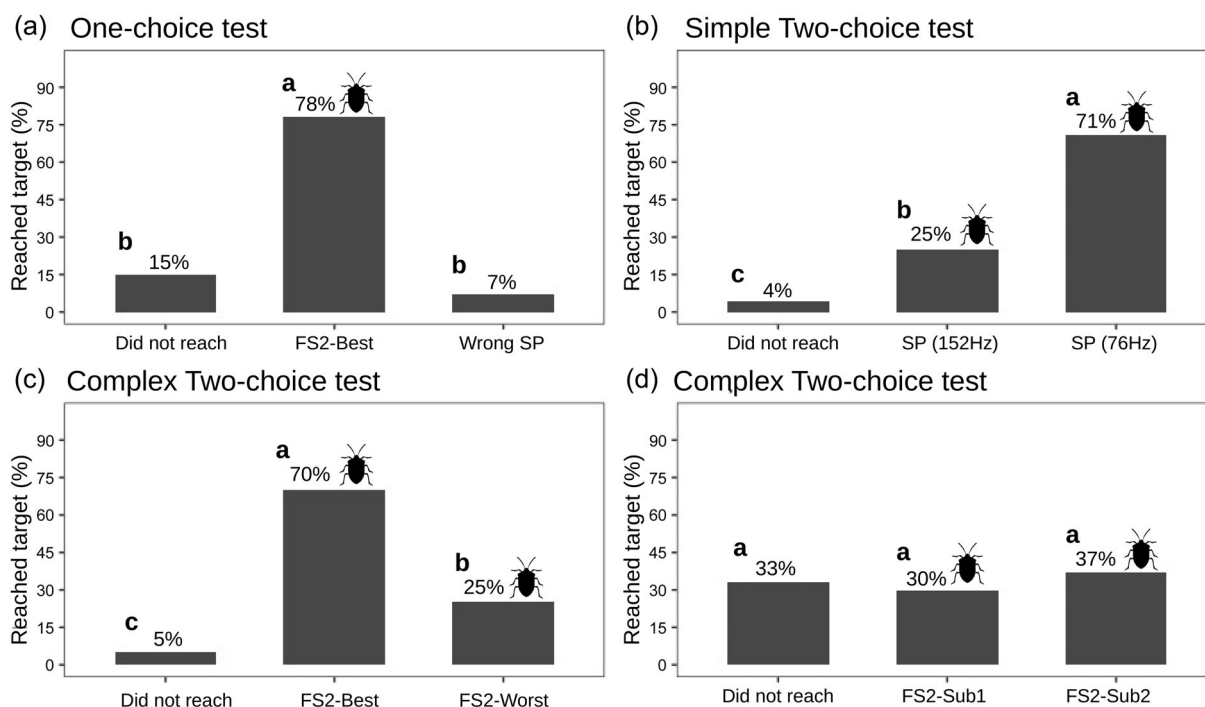 (a) One-choice test
Reached target (%)
90
75
60
45
30
15
0
b
15%
a
78%
b
7%
Did not reach
FS2-Best
Wrong SP
(b) Simple Two-choice test
Reached target (%)
90
75
60
45
30
15
0
c
4%
b
25%
a
71%
Did not reach
SP (152Hz)
SP (76Hz)
(c) Complex Two-choice test
Reached target (%)
90
75
60
45
30
15
0
c
5%
a
70%
b
25%
Did not reach
FS2-Best
FS2-Worst
(d) Complex Two-choice test
Reached target (%)
90
75
60
45
30
15
0
a
33%
a
30%
a
37%
Did not reach
FS2-Sub1
FS2-Sub2